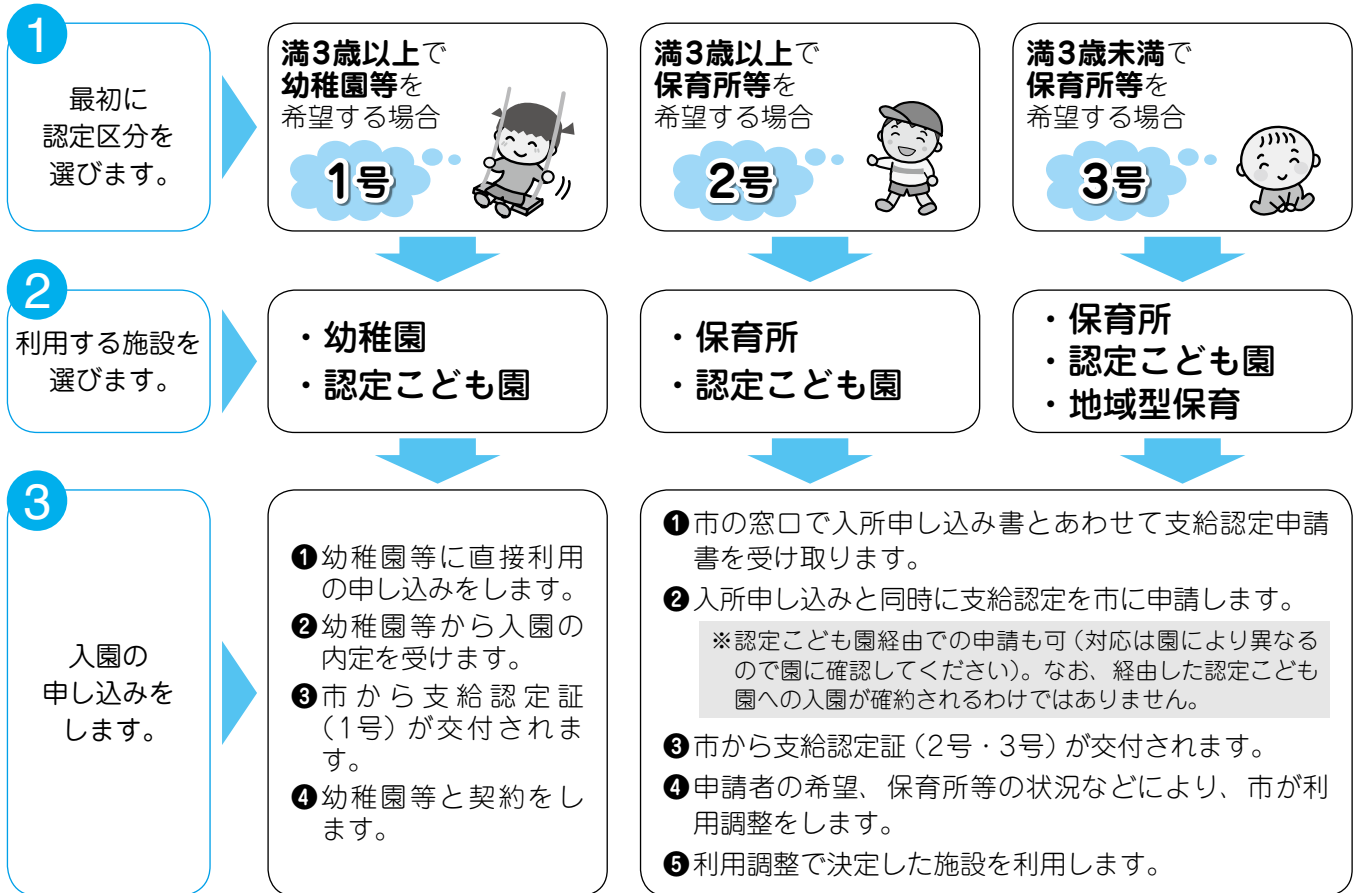 1
最初に
認定区分を
選びます。
満3歳以上で
幼稚園等を
希望する場合
1号
満3歳以上で
保育所等を
希望する場合
2号
満3歳未満で
保育所等を
希望する場合
3号
2
利用する施設を
選びます。
・幼稚園
・認定こども園
・保育所
・認定こども園
・保育所
・認定こども園
・地域型保育
3
入園の
申し込みを
します。
❶幼稚園等に直接利用
の申し込みをします。
❷幼稚園等から入園の
内定を受けます。
❸市から支給認定証
(1号)が交付されま
す。
❹幼稚園等と契約をし
ます。
❶市の窓口で入所申し込み書とあわせて支給認定申請
書を受け取ります。
❷入所申し込みと同時に支給認定を市に申請します。
※認定こども園経由での申請も可(対応は園により異なる
ので園に確認してください)。なお、経由した認定こども
園への入園が確約されるわけではありません。
❸市から支給認定証(2号・3号)が交付されます。
❹申請者の希望、保育所等の状況などにより、市が利
用調整をします。
❺利用調整で決定した施設を利用します。